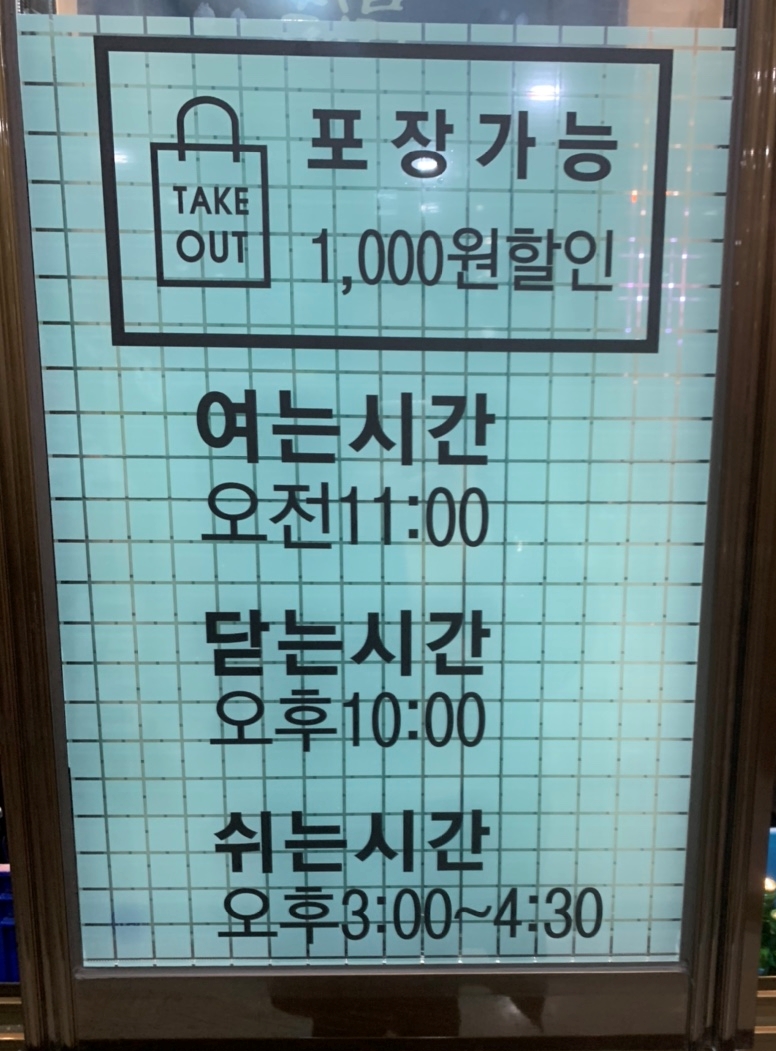 포장가능
TAKE
OUT
1,000원할인
여는시간
오전11:00
닫는시간
오후10:00
쉬는시간
오후3:00~4:30